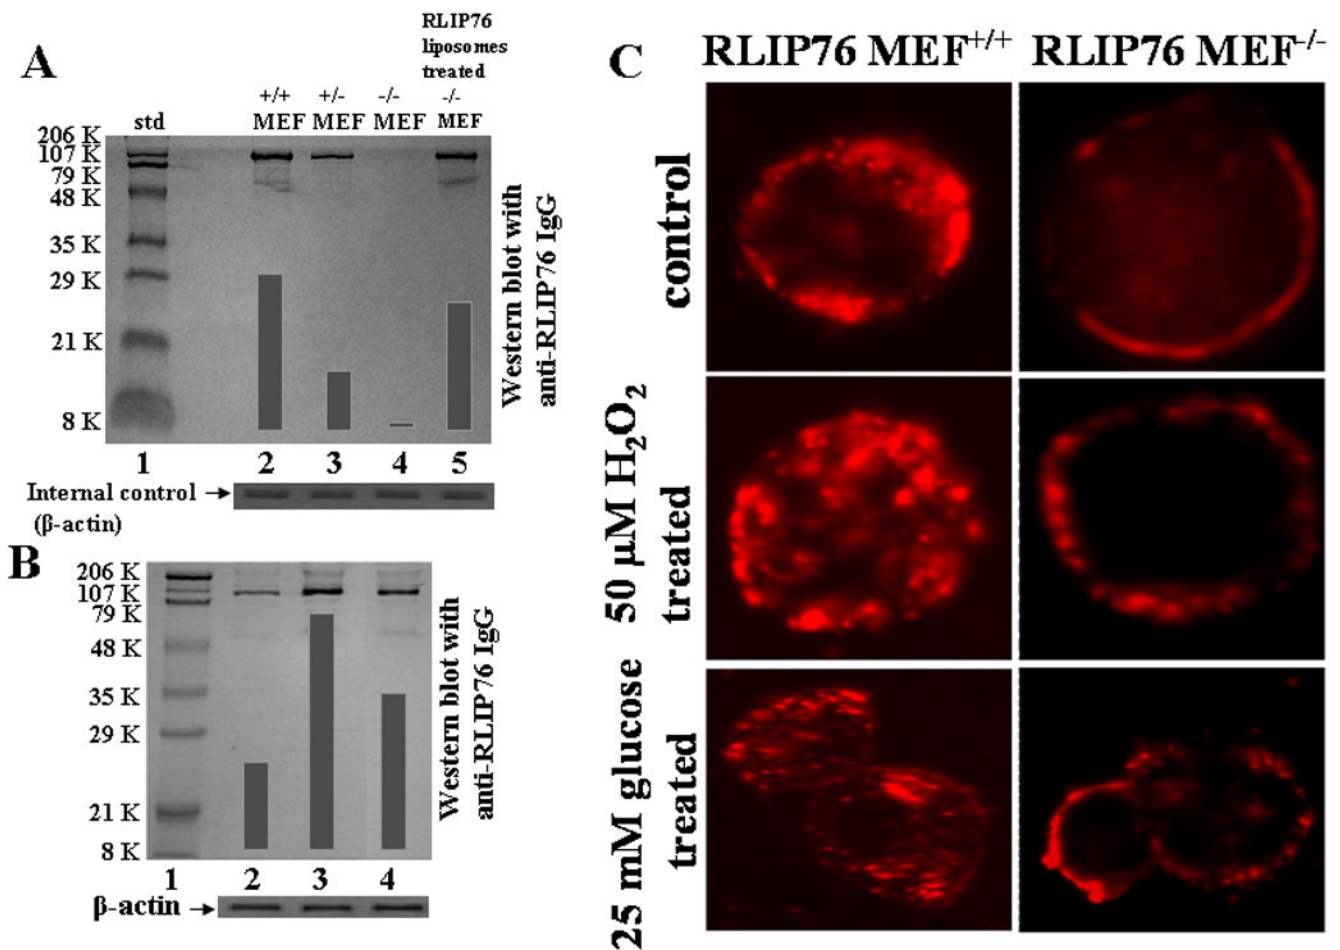 A
RLIP76
liposomes
treated
+/+ +/- -/- -/-
std MEF MEF MEF MEF
206 K
107 K
79 K
48 K
35 K
29 K
21 K
8 K
1 2 3 4 5
Western blot with
anti-RLIP76 IgG
Internal control →
(β-actin)
B
206 K
107 K
79 K
48 K
35 K
29 K
21 K
8 K
1 2 3 4
Western blot with
anti-RLIP76 IgG
β-actin →
C
RLIP76 MEF+/+ RLIP76 MEF-/-
control
50 µM H₂O₂
treated
25 mM glucose
treated